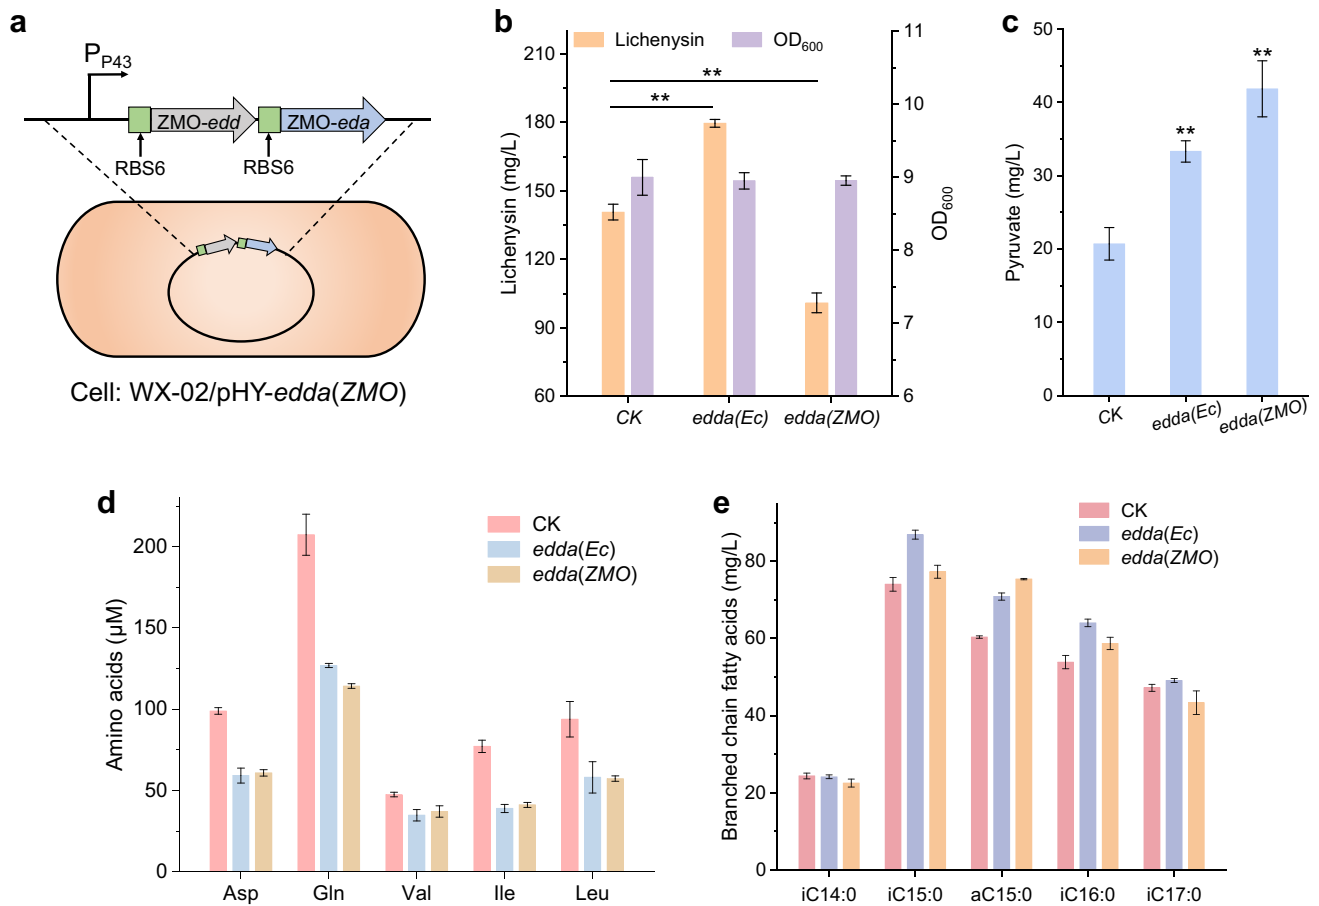 a
P_P43
ZMO-edd
ZMO-eda
RBS6
RBS6
Cell: WX-02/pHY-edda(ZMO)
b
Lichenysin
OD600
**
**
Lichenysin (mg/L)
210
180
150
120
90
60
OD600
11
10
9
8
7
6
CK
edda(Ec)
edda(ZMO)
c
Pyruvate (mg/L)
50
40
30
20
10
0
**
**
CK
edda(Ec)
edda(ZMO)
d
CK
edda(Ec)
edda(ZMO)
Amino acids (μM)
200
150
100
50
0
Asp
Gln
Val
Ile
Leu
e
CK
edda(Ec)
edda(ZMO)
Branched chain fatty acids (mg/L)
80
60
40
20
0
iC14:0
iC15:0
aC15:0
iC16:0
iC17:0